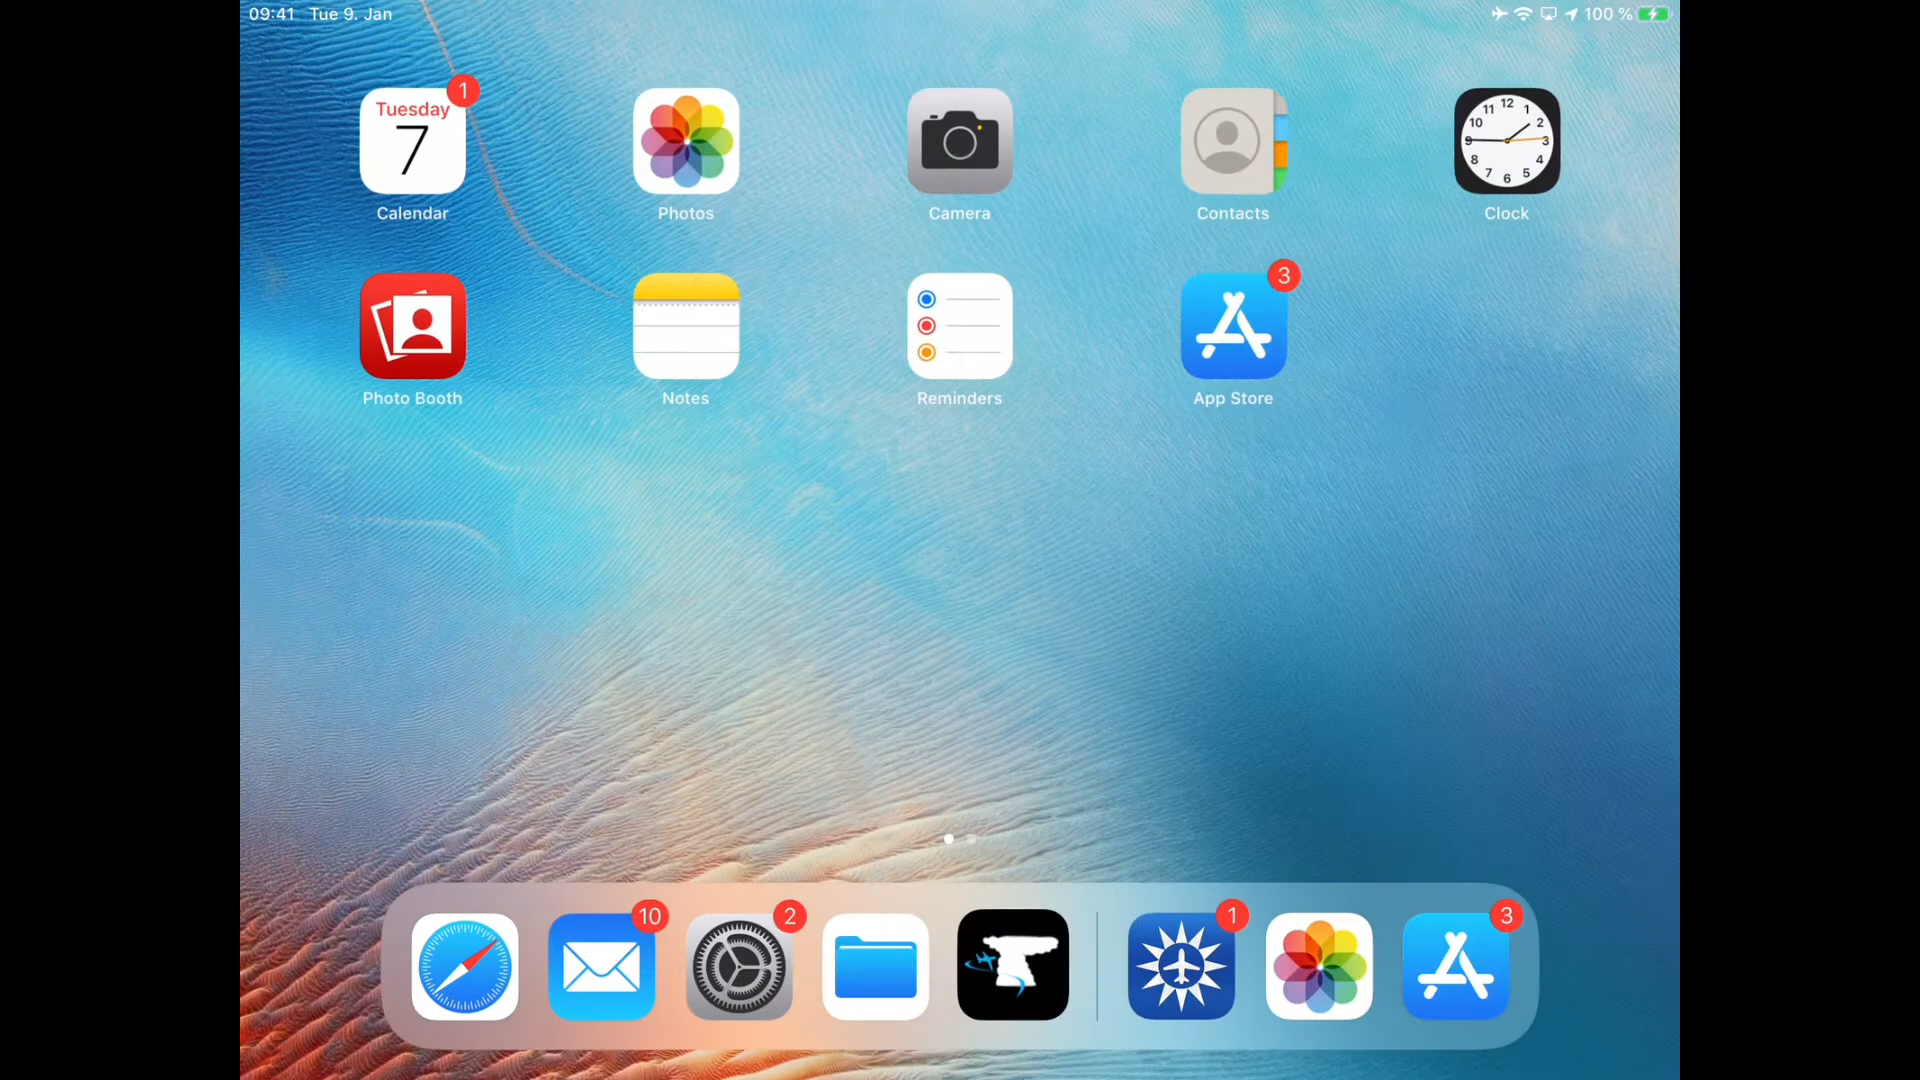 09:41 Tue 9. Jan
100 %
1
Tuesday
7
Calendar
Photos
Camera
Contacts
12
11 1
10 2
9 3
8 4
7 5
6
Clock
Photo Booth
Notes
Reminders
3
App Store
10
2
1
3